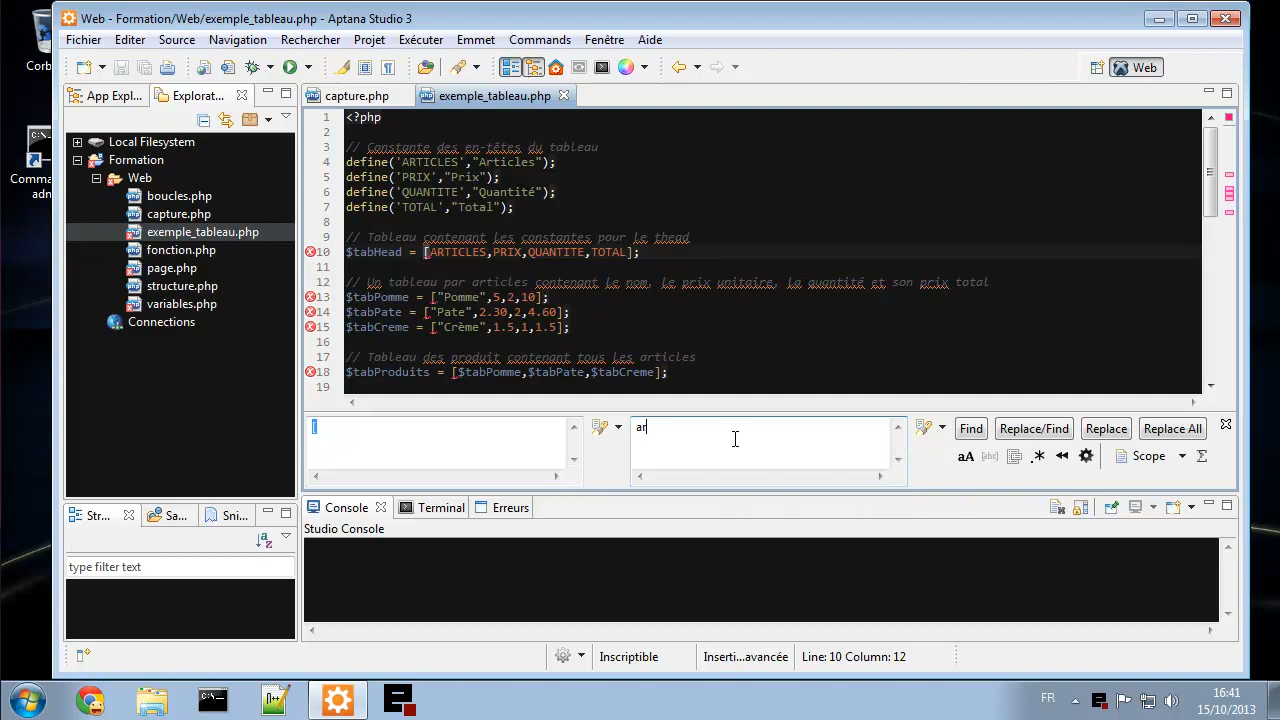 Web - Formation/Web/exemple_tableau.php - Aptana Studio 3
Fichier Editer Source Navigation Rechercher Projet Exécuter Emmet Commands Fenêtre Aide
Web
App Expl... Explorat...
capture.php exemple_tableau.php
Local Filesystem
Formation
Web
boucles.php
capture.php
exemple_tableau.php
fonction.php
page.php
structure.php
variables.php
Connections
1 <?php
2
3 // Constante des en-têtes du tableau
4 define('ARTICLES',"Articles");
5 define('PRIX',"Prix");
6 define('QUANTITE',"Quantité");
7 define('TOTAL',"Total");
8
9 // Tableau contenant les constantes pour le thead
10 $tabHead = [ARTICLES,PRIX,QUANTITE,TOTAL];
11
12 // Un tableau par articles contenant le nom, le prix unitaire, la quantité et son prix total
13 $tabPomme = ["Pomme",5,2,10];
14 $tabPate = ["Pate",2.30,2,4.60];
15 $tabCreme = ["Crème",1.5,1,1.5];
16
17 // Tableau des produit contenant tous les articles
18 $tabProduits = [$tabPomme,$tabPate,$tabCreme];
19
[
ar
Find Replace/Find Replace Replace All
aA [abc] .* Scope Σ
Str... Sa... Sni...
type filter text
Console Terminal Erreurs
Studio Console
Inscriptible Inserti...avancée Line: 10 Column: 12
Corb
Comma
adn
FR
16:41
15/10/2013